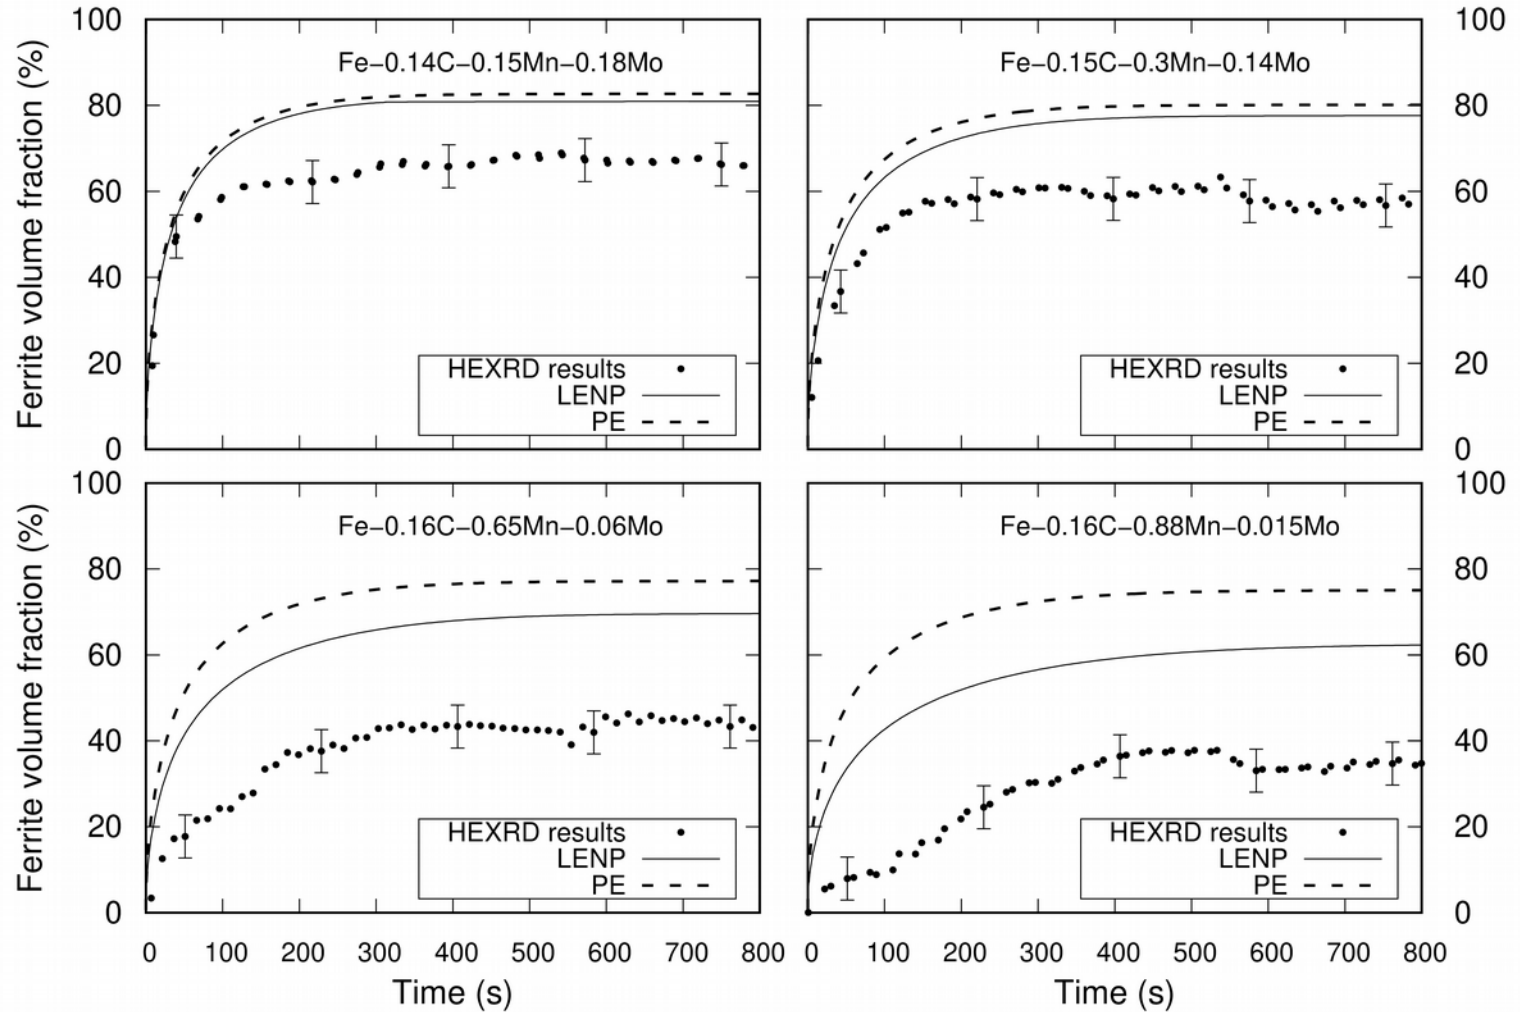 Ferrite volume fraction (%)
100
80
60
40
20
0
Fe−0.14C−0.15Mn−0.18Mo
HEXRD results
LENP
PE
Fe−0.15C−0.3Mn−0.14Mo
HEXRD results
LENP
PE
100
80
60
40
20
0
Ferrite volume fraction (%)
100
80
60
40
20
0
Fe−0.16C−0.65Mn−0.06Mo
HEXRD results
LENP
PE
0 100 200 300 400 500 600 700 800
Time (s)
Fe−0.16C−0.88Mn−0.015Mo
HEXRD results
LENP
PE
100
80
60
40
20
0
0 100 200 300 400 500 600 700 800
Time (s)